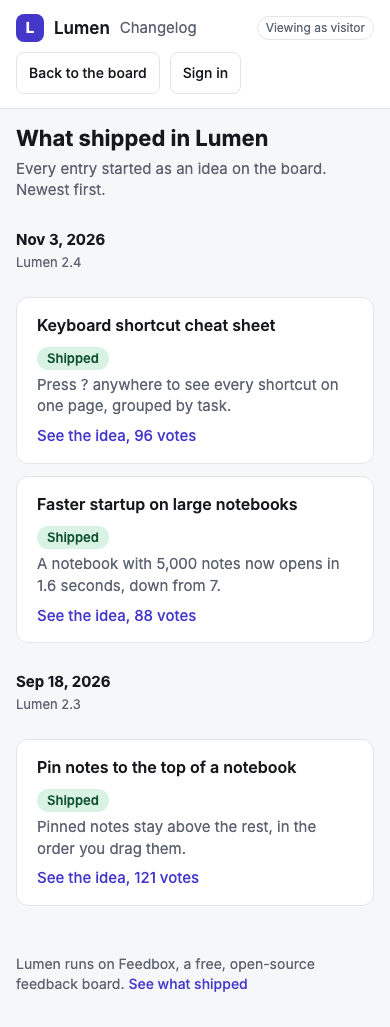 L Lumen Changelog Viewing as visitor
Back to the board Sign in
What shipped in Lumen
Every entry started as an idea on the board.
Newest first.
Nov 3, 2026
Lumen 2.4
Keyboard shortcut cheat sheet
Shipped
Press ? anywhere to see every shortcut on
one page, grouped by task.
See the idea, 96 votes
Faster startup on large notebooks
Shipped
A notebook with 5,000 notes now opens in
1.6 seconds, down from 7.
See the idea, 88 votes
Sep 18, 2026
Lumen 2.3
Pin notes to the top of a notebook
Shipped
Pinned notes stay above the rest, in the
order you drag them.
See the idea, 121 votes
Lumen runs on Feedbox, a free, open-source
feedback board. See what shipped